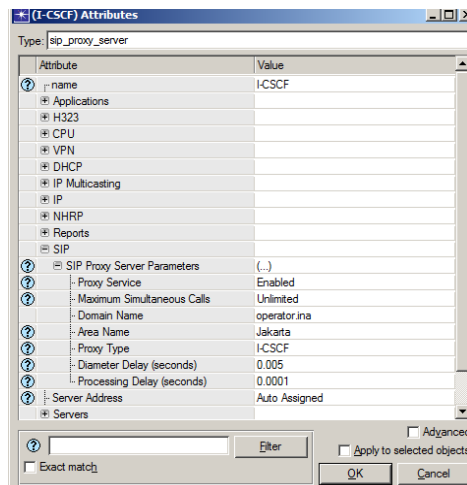 (I-CSCF) Attributes
Type: sip_proxy_server
Attribute Value
name I-CSCF
Applications
H323
CPU
VPN
DHCP
IP Multicasting
IP
NHRP
Reports
SIP
SIP Proxy Server Parameters (...)
Proxy Service Enabled
Maximum Simultaneous Calls Unlimited
Domain Name operator.ina
Area Name Jakarta
Proxy Type I-CSCF
Diameter Delay (seconds) 0.005
Processing Delay (seconds) 0.0001
Server Address Auto Assigned
Servers
Advanced
Filter
Apply to selected objects
Exact match
OK Cancel